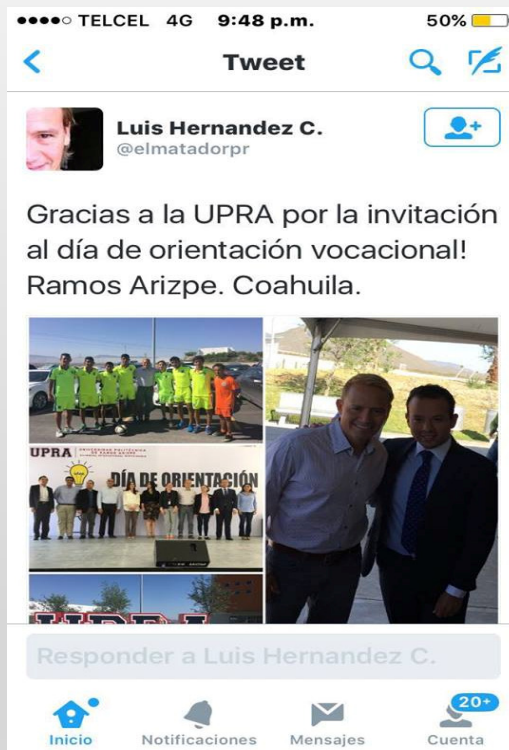 TELCEL 4G 9:48 p.m. 50%
Tweet
Luis Hernandez C.
@elmatadorpr
Gracias a la UPRA por la invitación
al día de orientación vocacional!
Ramos Arizpe. Coahuila.
UPRA
DÍA DE ORIENTACIÓN
Responder a Luis Hernandez C.
20+
Inicio Notificaciones Mensajes Cuenta